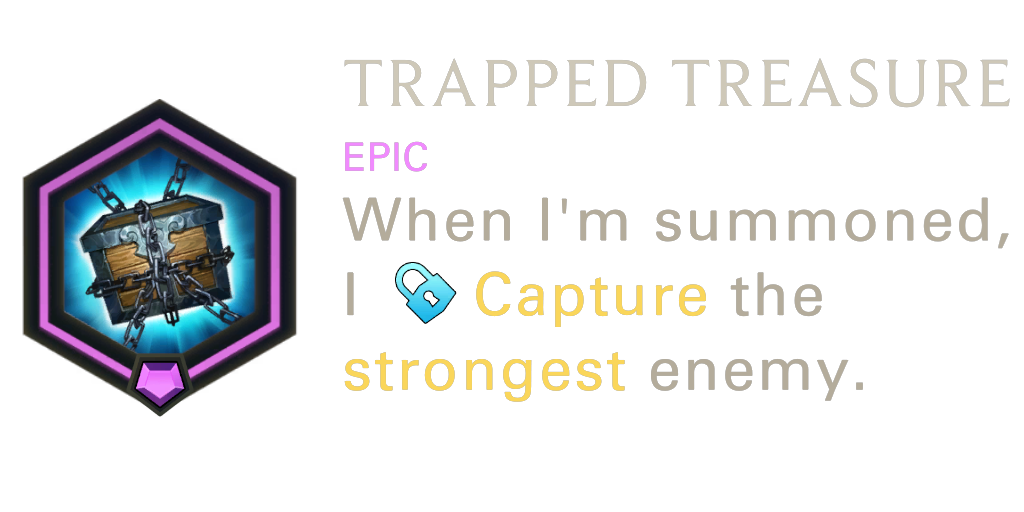 TRAPPED TREASURE
EPIC
When I'm summoned,
I Capture the
strongest enemy.